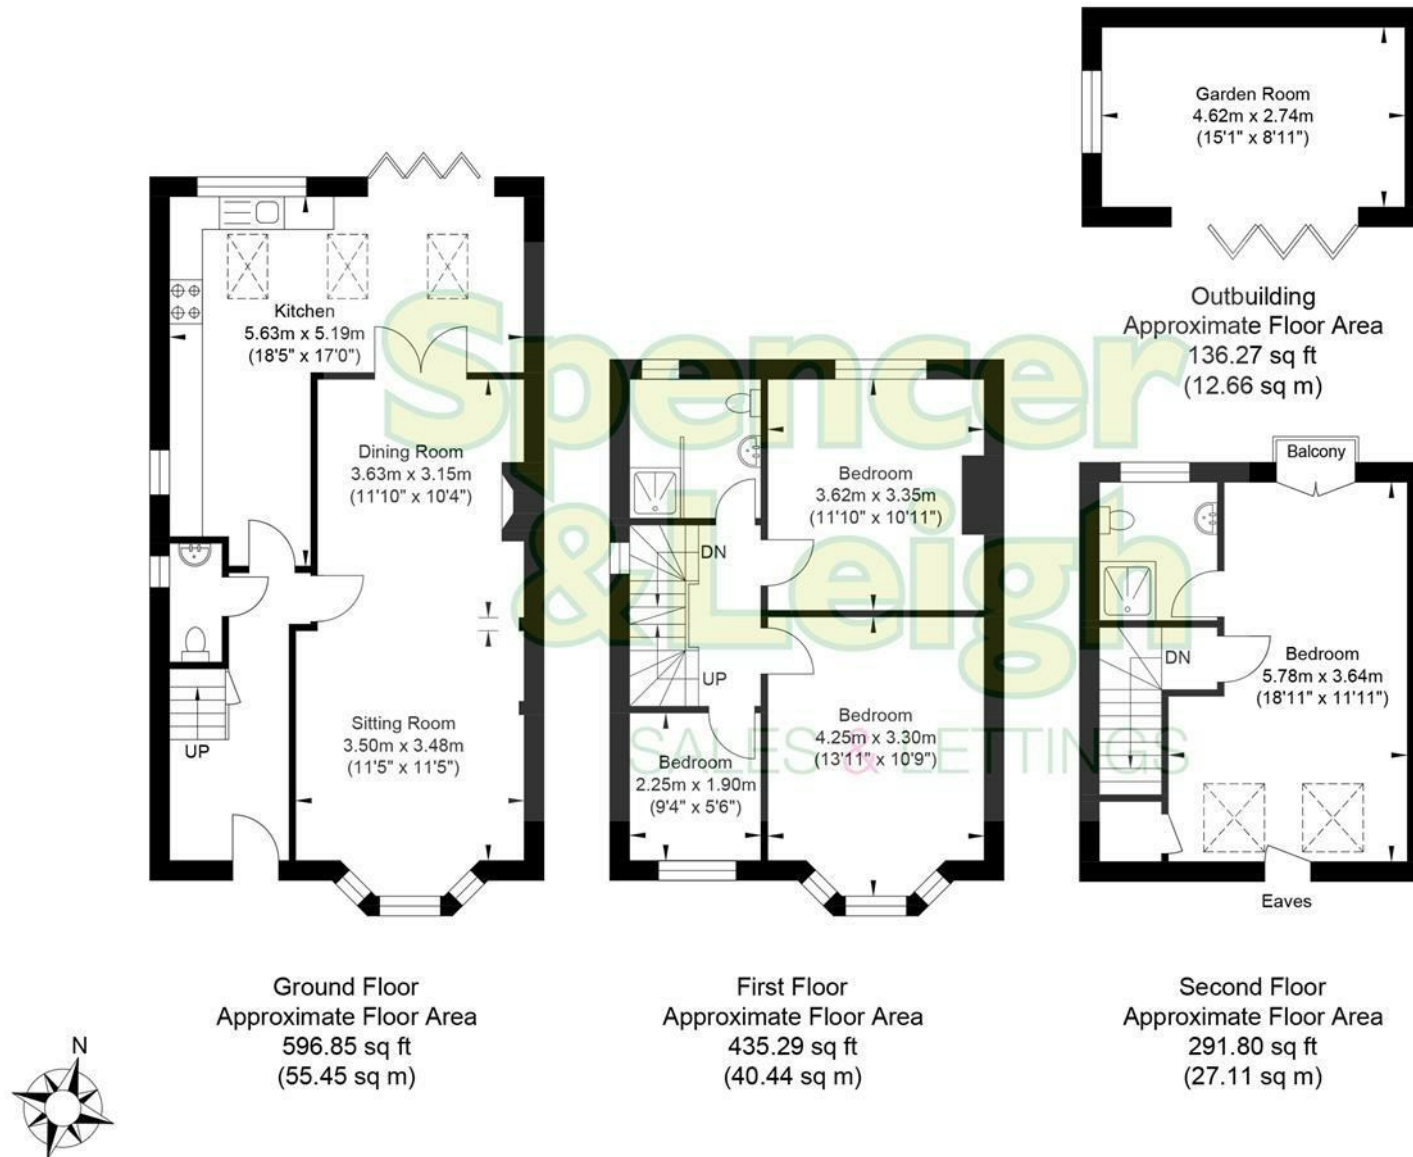 Garden Room
4.62m x 2.74m
(15'1" x 8'11")
Outbuilding
Approximate Floor Area
136.27 sq ft
(12.66 sq m)
Kitchen
5.63m x 5.19m
(18'5" x 17'0")
Dining Room
3.63m x 3.15m
(11'10" x 10'4")
Sitting Room
3.50m x 3.48m
(11'5" x 11'5")
UP
Bedroom
3.62m x 3.35m
(11'10" x 10'11")
DN
UP
Bedroom
4.25m x 3.30m
(13'11" x 10'9")
Bedroom
2.25m x 1.90m
(9'4" x 5'6")
Balcony
DN
Bedroom
5.78m x 3.64m
(18'11" x 11'11")
Eaves
Spencer
& Leigh
SALES & LETTINGS
Ground Floor
Approximate Floor Area
596.85 sq ft
(55.45 sq m)
First Floor
Approximate Floor Area
435.29 sq ft
(40.44 sq m)
Second Floor
Approximate Floor Area
291.80 sq ft
(27.11 sq m)
N